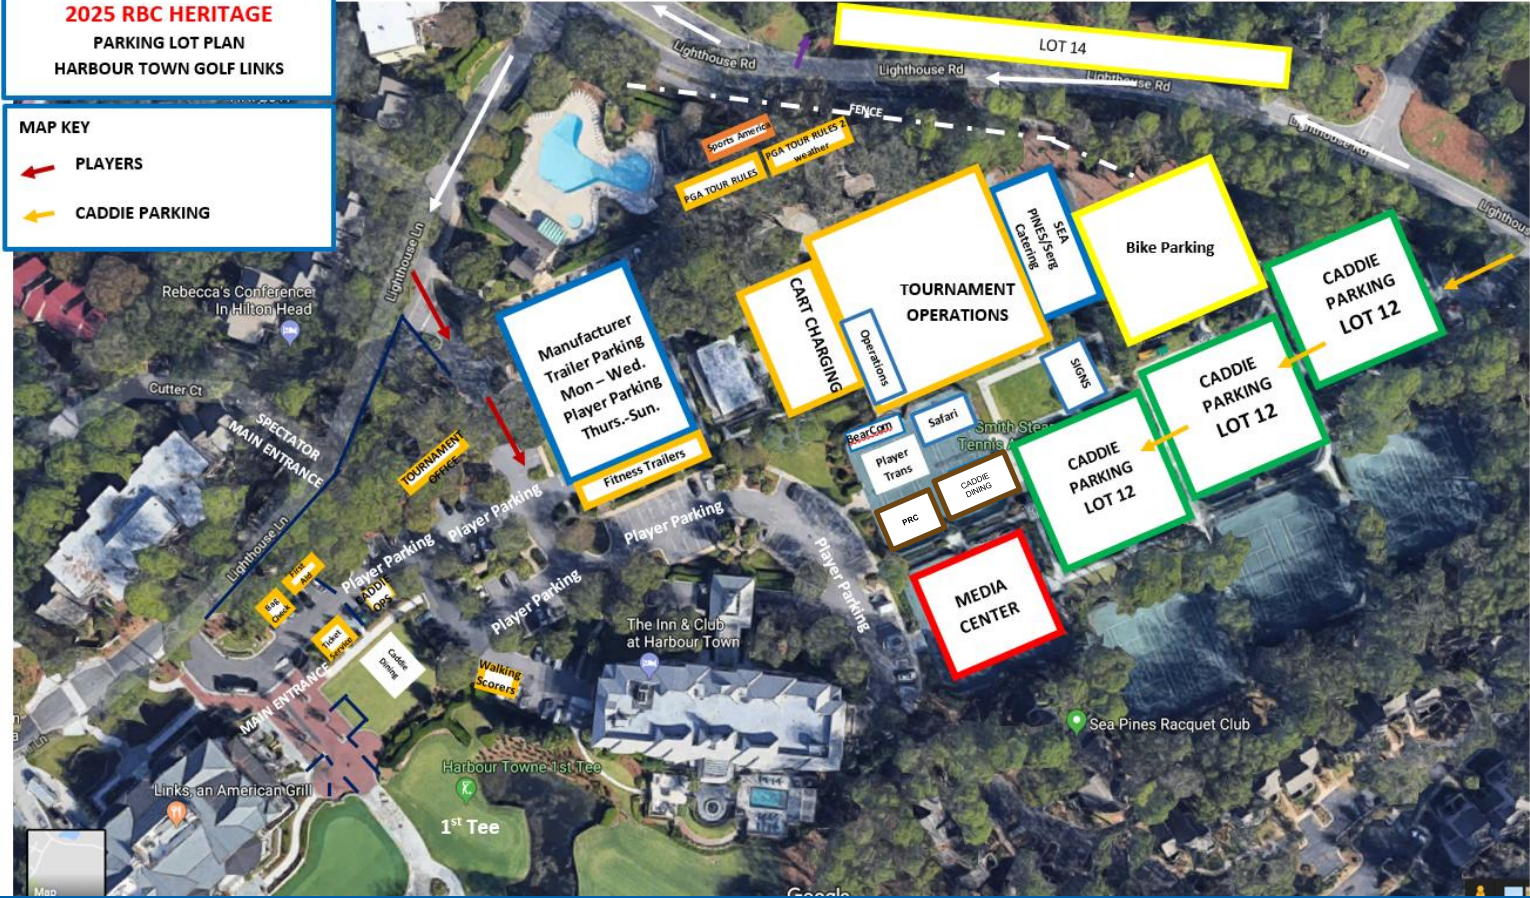 2025 RBC HERITAGE
PARKING LOT PLAN
HARBOUR TOWN GOLF LINKS
MAP KEY
PLAYERS
CADDIE PARKING
Lighthouse Rd
Lighthouse Rd
Lighthouse Rd
Lighthouse Rd
LOT 14
FENCE
Sports America
PGA TOUR RULES 2
weather
PGA TOUR RULES
Lighthouse Ln
Rebecca's Conference
In Hilton Head
Cutter Ct
SPECTATOR
MAIN ENTRANCE
Manufacturer
Trailer Parking
Mon – Wed.
Player Parking
Thurs.-Sun.
Fitness Trailers
CART CHARGING
TOURNAMENT
OPERATIONS
Operations
SEA
PINES/Serg
Catering
Bike Parking
CADDIE
PARKING
LOT 12
CADDIE
PARKING
LOT 12
CADDIE
PARKING
LOT 12
SIGNS
Safari
BearCom
Player
Trans
CADDIE
DINING
PRC
MEDIA
CENTER
TOURNAMENT
OFFICE
Player Parking
Player Parking
Player Parking
Player Parking
Player Parking
Lighthouse Ln
First
Aid
Bag
Check
CADDIE
OPS
Ticket
Service
Caddie
Dining
Walking
Scorers
MAIN ENTRANCE
The Inn & Club
at Harbour Town
Sea Pines Racquet Club
Harbour Towne 1st Tee
1st Tee
Links, an American Grill
Map
Google